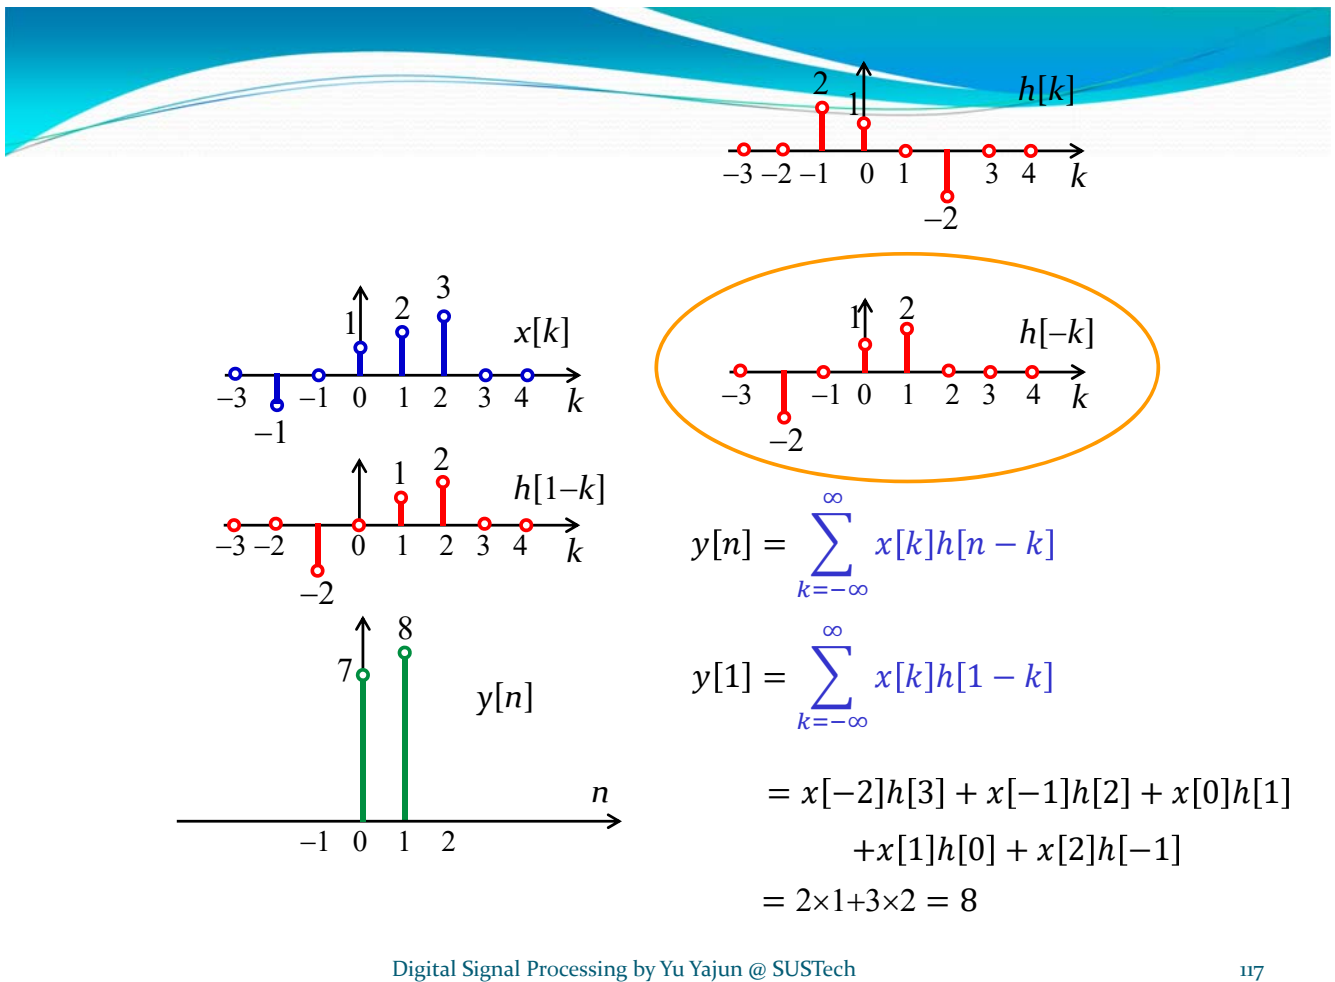 2 1 h[k]
−3 −2 −1 0 1 3 4 k
−2
1 2 3 x[k]
−3 −1 0 1 2 3 4 k
−1
1 2 h[−k]
−3 −1 0 1 2 3 4 k
−2
1 2 h[1−k]
−3 −2 0 1 2 3 4 k
−2
7 8 y[n]
n
−1 0 1 2
y[n] = ∑_{k=−∞}^{∞} x[k]h[n − k]
y[1] = ∑_{k=−∞}^{∞} x[k]h[1 − k]
= x[−2]h[3] + x[−1]h[2] + x[0]h[1]
+x[1]h[0] + x[2]h[−1]
= 2×1+3×2 = 8
Digital Signal Processing by Yu Yajun @ SUSTech 117